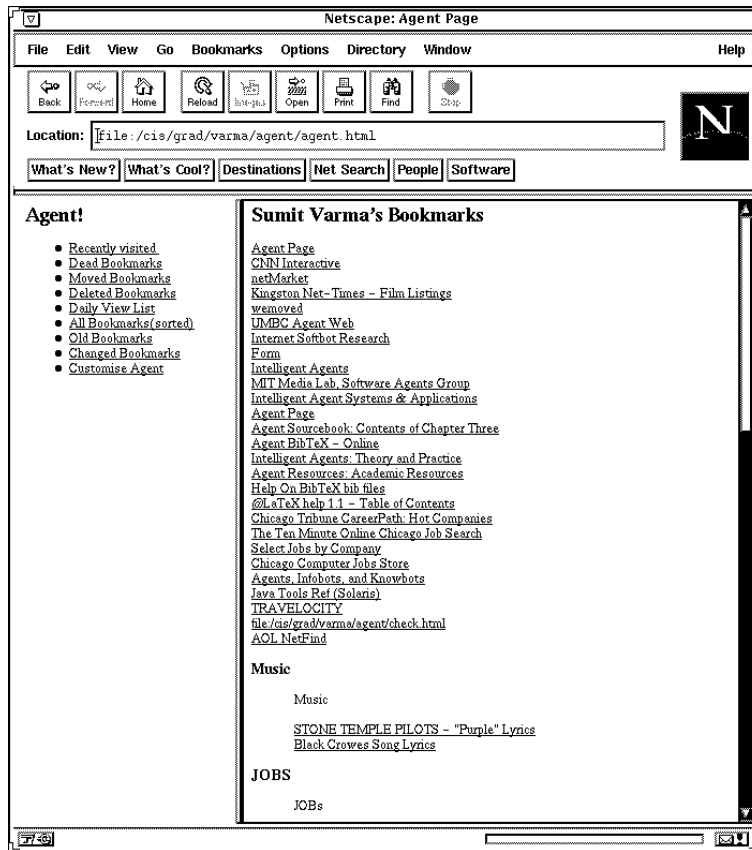 Netscape: Agent Page
File Edit View Go Bookmarks Options Directory Window Help
Back Forward Home Reload Images Open Print Find Stop
Location: file:/cis/grad/varma/agent/agent.html
N
What's New? What's Cool? Destinations Net Search People Software
Agent!
Recently visited
Dead Bookmarks
Moved Bookmarks
Deleted Bookmarks
Daily View List
All Bookmarks(sorted)
Old Bookmarks
Changed Bookmarks
Customise Agent
Sumit Varma's Bookmarks
Agent Page
CNN Interactive
netMarket
Kingston Net-Times - Film Listings
wemoved
UMBC Agent Web
Internet Softbot Research
Form
Intelligent Agents
MIT Media Lab, Software Agents Group
Intelligent Agent Systems & Applications
Agent Page
Agent Sourcebook: Contents of Chapter Three
Agent BibTeX - Online
Intelligent Agents: Theory and Practice
Agent Resources: Academic Resources
Help On BibTeX bib files
@LaTeX help 1.1 - Table of Contents
Chicago Tribune CareerPath: Hot Companies
The Ten Minute Online Chicago Job Search
Select Jobs by Company
Chicago Computer Jobs Store
Agents, Infobots, and Knowbots
Java Tools Ref (Solaris)
TRAVELOCITY
file:/cis/grad/varma/agent/check.html
AOL NetFind
Music
Music
STONE TEMPLE PILOTS - "Purple" Lyrics
Black Crowes Song Lyrics
JOBS
JOBs